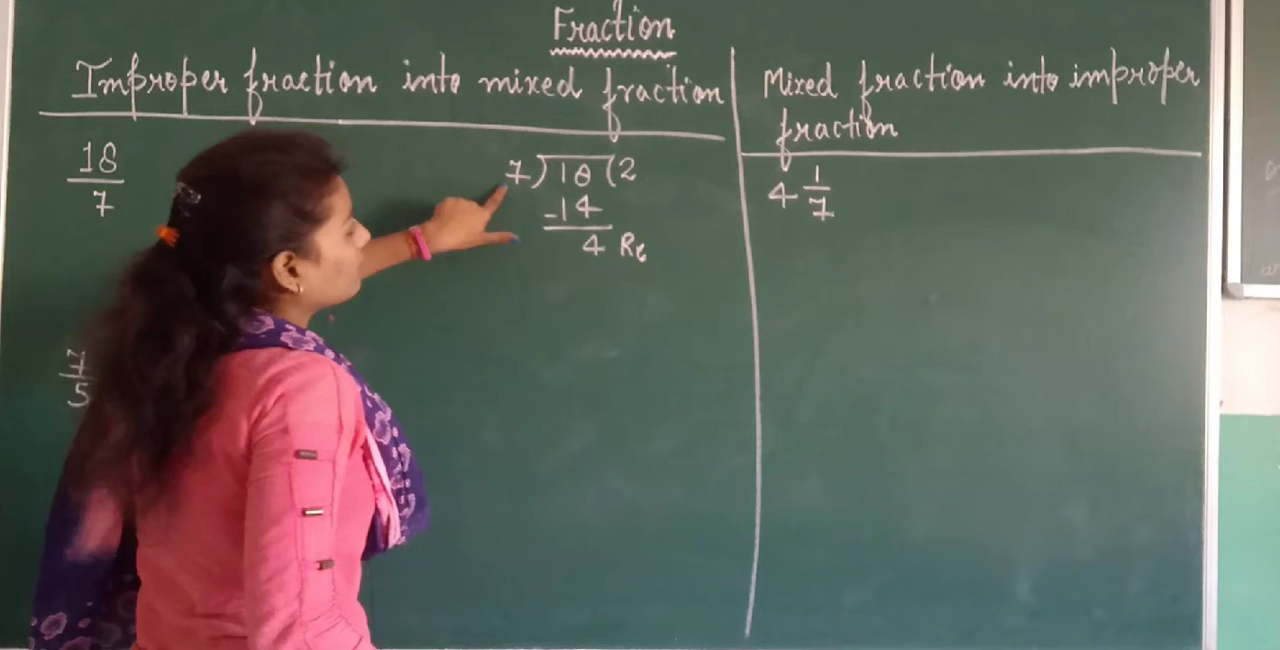 Fraction
Improper fraction into mixed fraction
18
7
7)18(2
-14
4 Re
7
5
Mixed fraction into improper
fraction
4 1/7